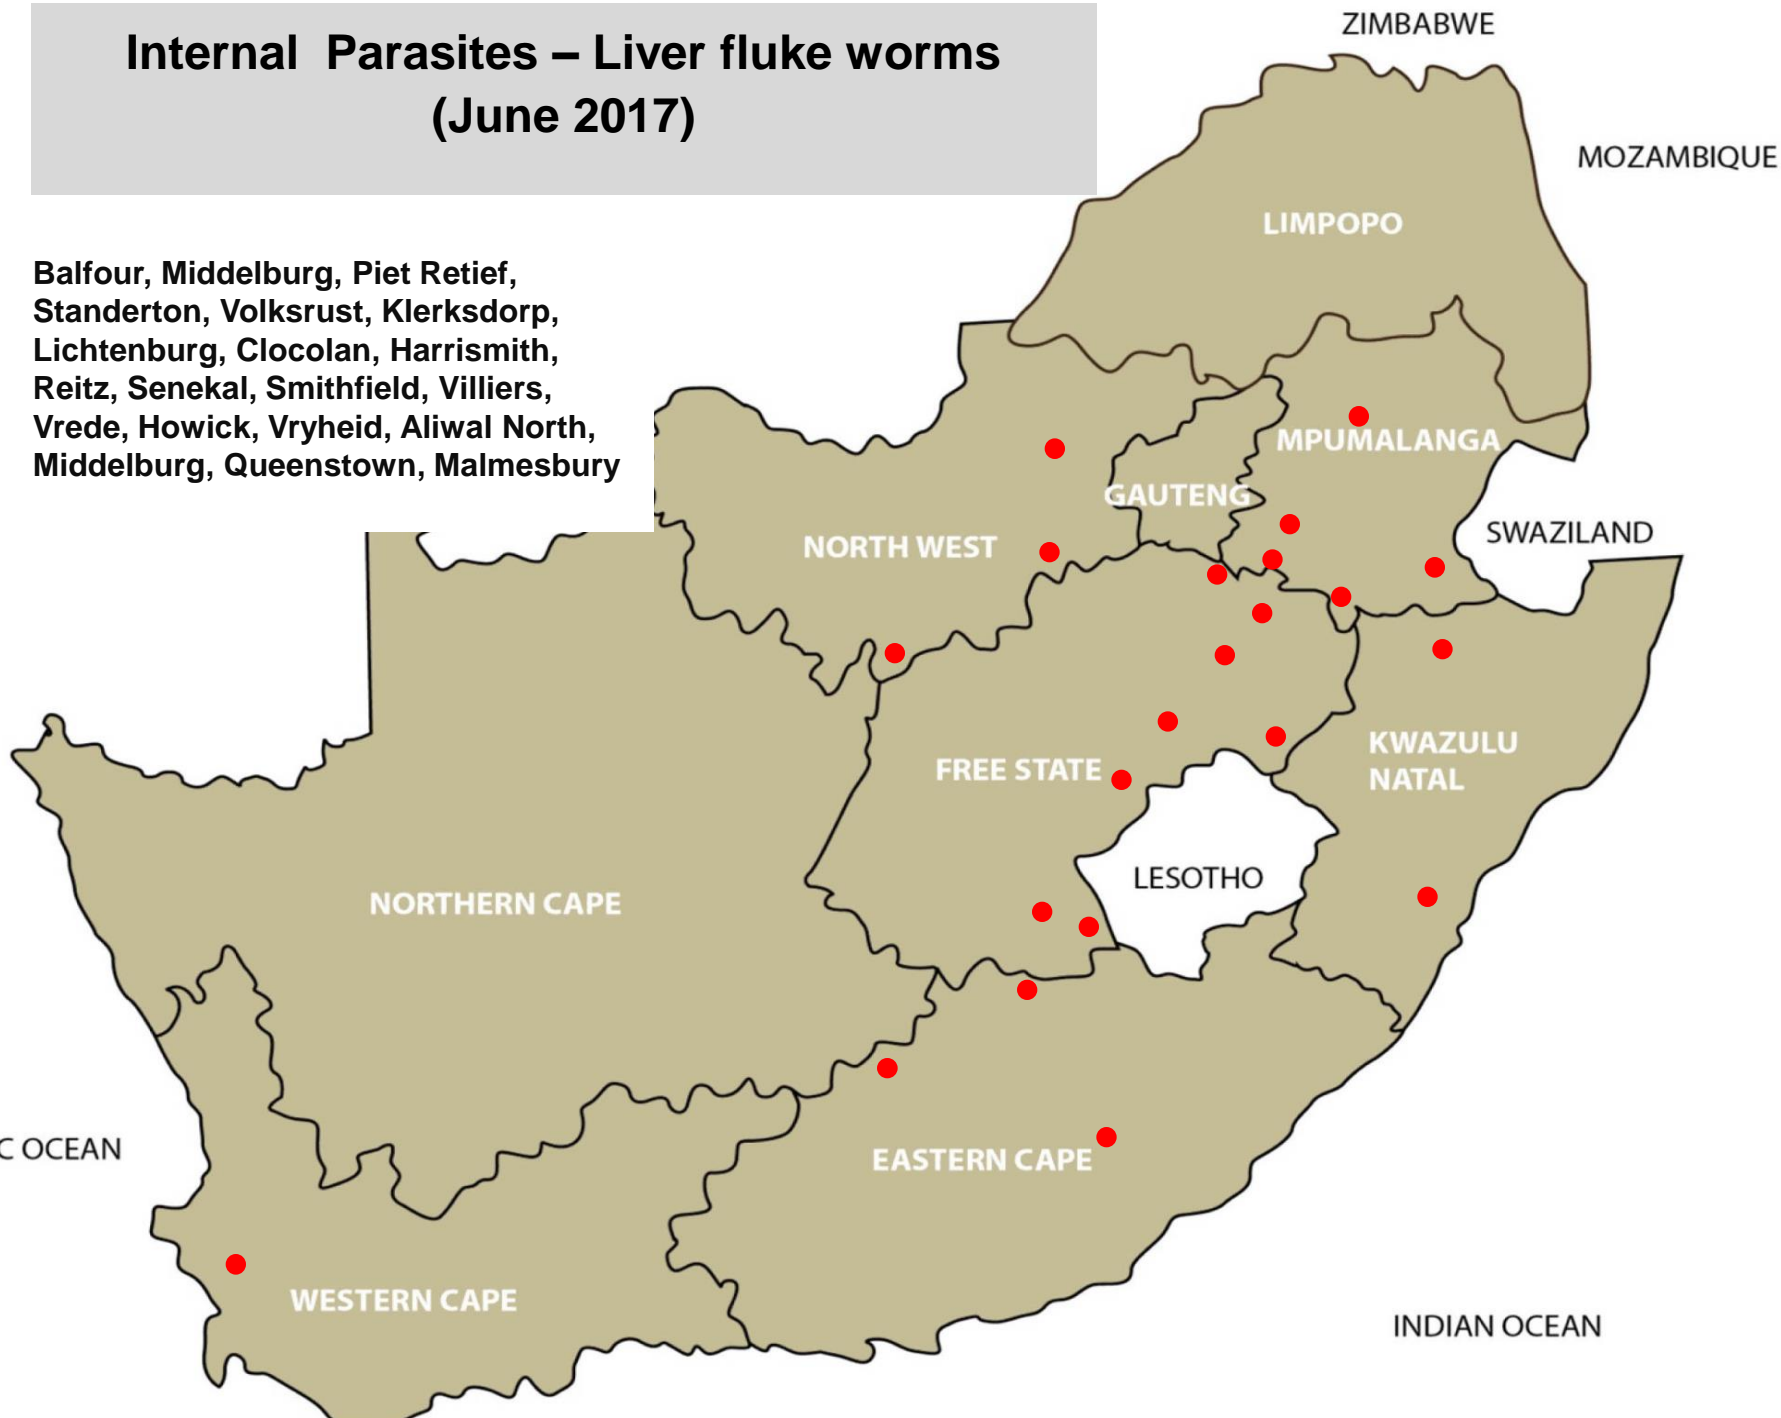 Internal  Parasites – Liver fluke worms
(June 2017)
Balfour, Middelburg, Piet Retief,
Standerton, Volksrust, Klerksdorp,
Lichtenburg, Clocolan, Harrismith,
Reitz, Senekal, Smithfield, Villiers,
Vrede, Howick, Vryheid, Aliwal North,
Middelburg, Queenstown, Malmesbury
ZIMBABWE
MOZAMBIQUE
LIMPOPO
MPUMALANGA
GAUTENG
SWAZILAND
NORTH WEST
KWAZULU
NATAL
FREE STATE
LESOTHO
NORTHERN CAPE
C OCEAN
EASTERN CAPE
WESTERN CAPE
INDIAN OCEAN